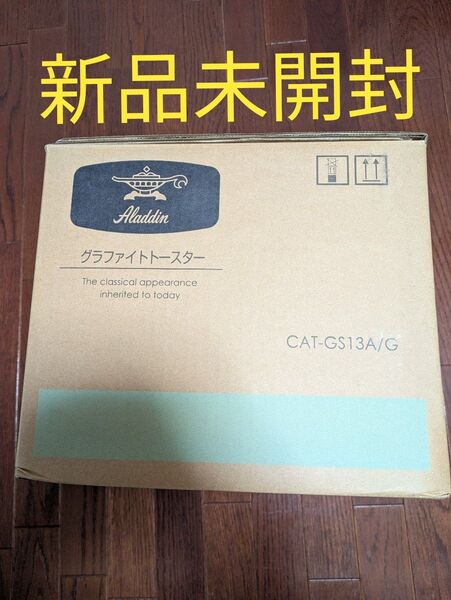 新品未開封
Aladdin
グラファイトトースター
The classical appearance
inherited to today
CAT-GS13A/G